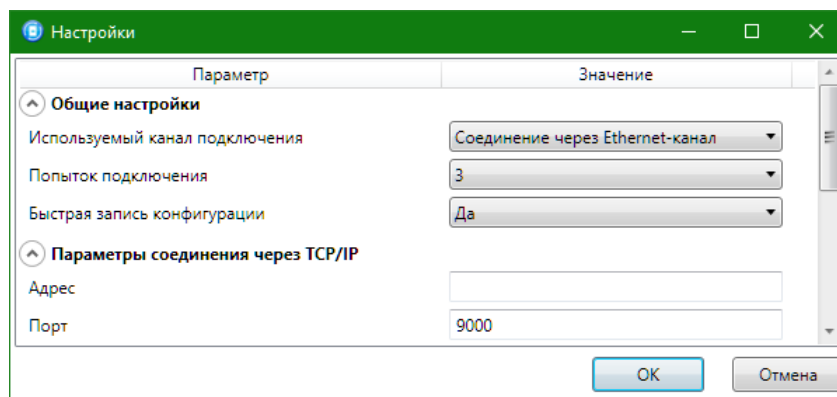 Настройки
Параметр Значение
Общие настройки
Используемый канал подключения Соединение через Ethernet-канал
Попыток подключения 3
Быстрая запись конфигурации Да
Параметры соединения через TCP/IP
Адрес
Порт 9000
OK Отмена